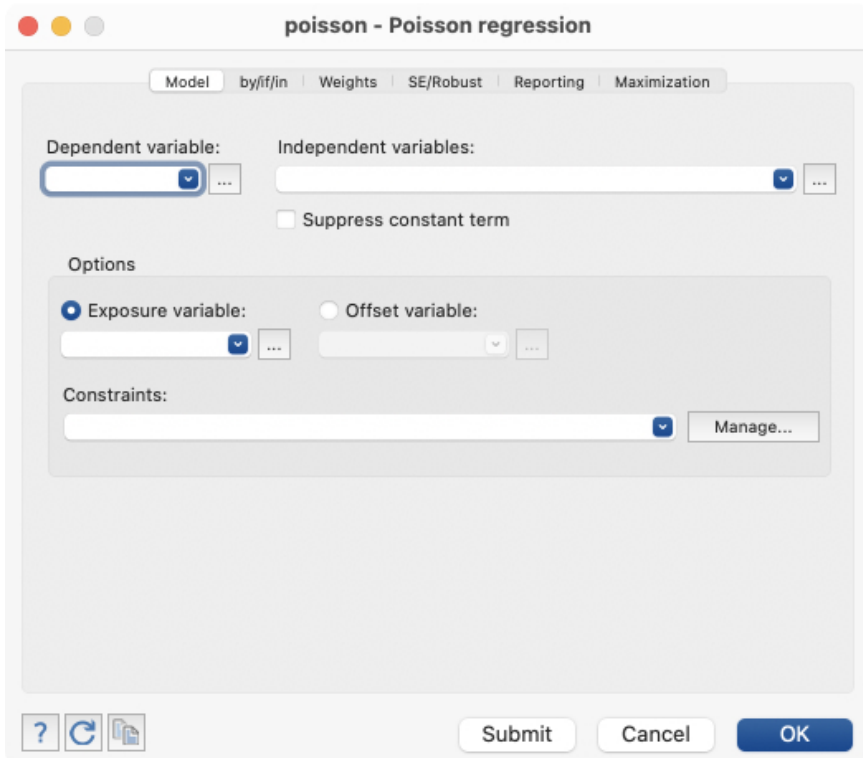 poisson - Poisson regression
Model by/if/in Weights SE/Robust Reporting Maximization
Dependent variable: Independent variables:
... ...
Suppress constant term
Options
Exposure variable: Offset variable:
... ...
Constraints:
Manage...
? Submit Cancel OK